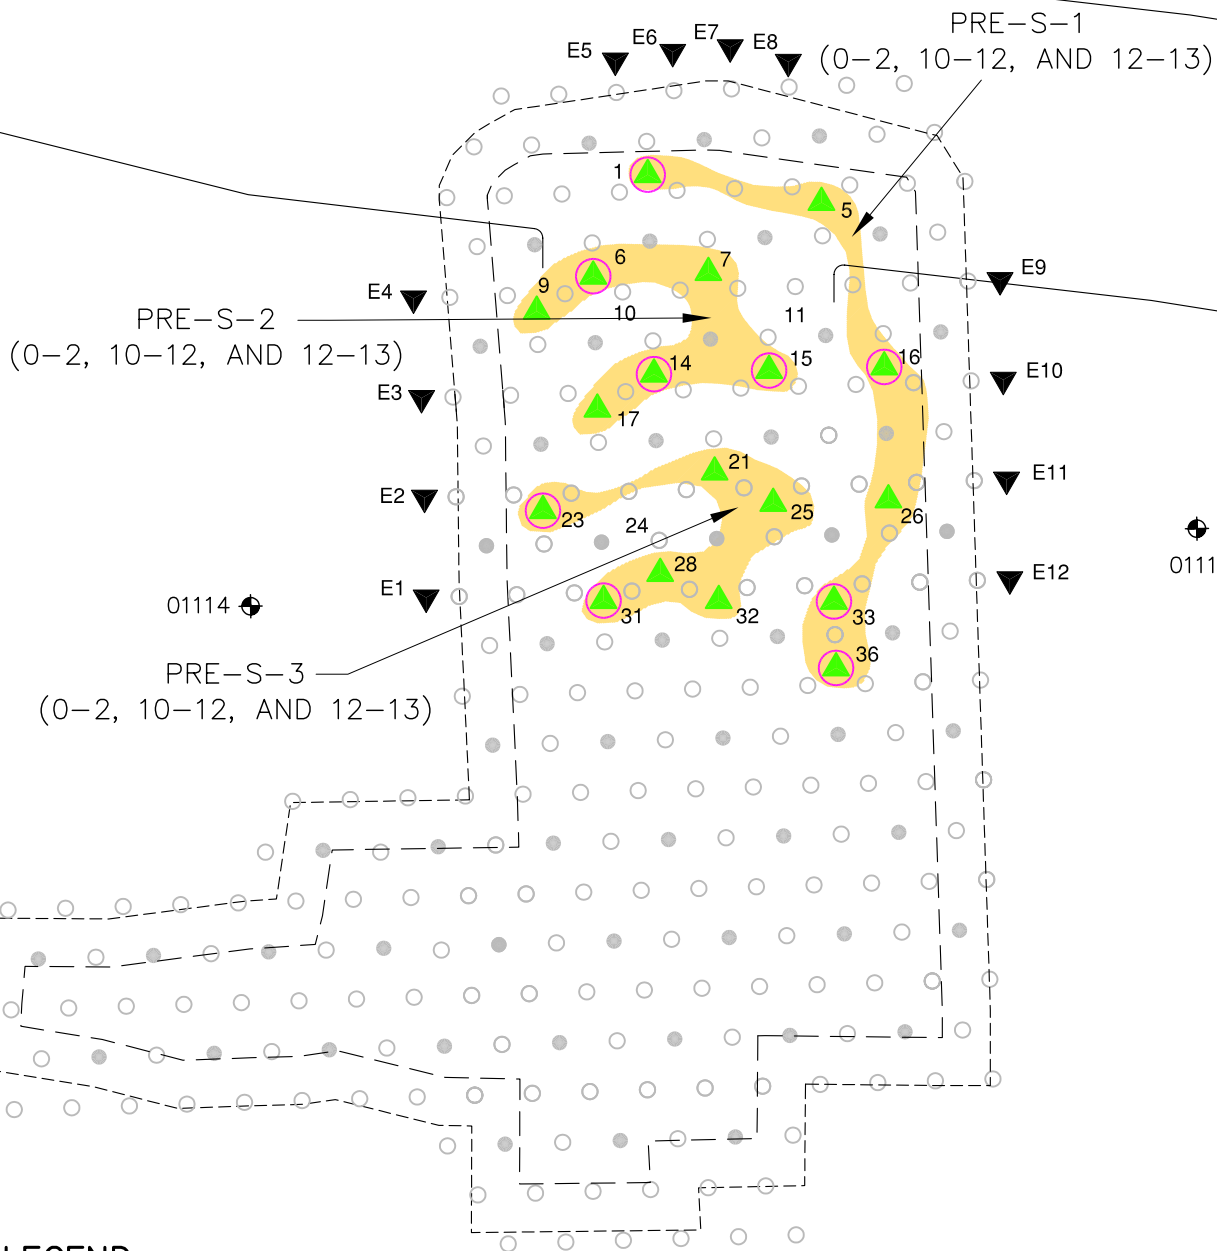 PRE-S-1
(0-2, 10-12, AND 12-13)
E5
E6
E7
E8
1
5
6
7
9
E4
E9
10
11
PRE-S-2
(0-2, 10-12, AND 12-13)
14
15
16
E3
E10
17
21
E2
E11
23
24
25
26
28
E1
E12
31
32
33
01114
0111
36
PRE-S-3
(0-2, 10-12, AND 12-13)